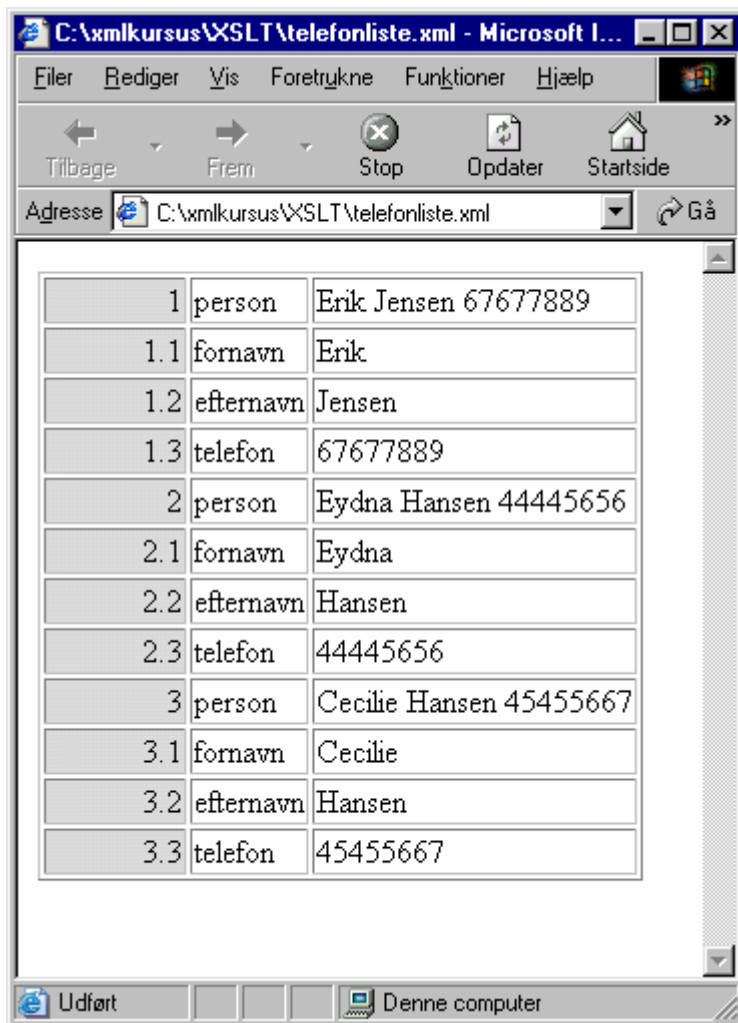 C:\xmlkursus\XSLT\telefonliste.xml - Microsoft I...
Filer Rediger Vis Foretrukne Funktioner Hjælp
Tilbage Frem Stop Opdater Startside »
Adresse C:\xmlkursus\XSLT\telefonliste.xml Gå
1 person Erik Jensen 67677889
1.1 fornavn Erik
1.2 efternavn Jensen
1.3 telefon 67677889
2 person Eydna Hansen 44445656
2.1 fornavn Eydna
2.2 efternavn Hansen
2.3 telefon 44445656
3 person Cecilie Hansen 45455667
3.1 fornavn Cecilie
3.2 efternavn Hansen
3.3 telefon 45455667
Udført Denne computer